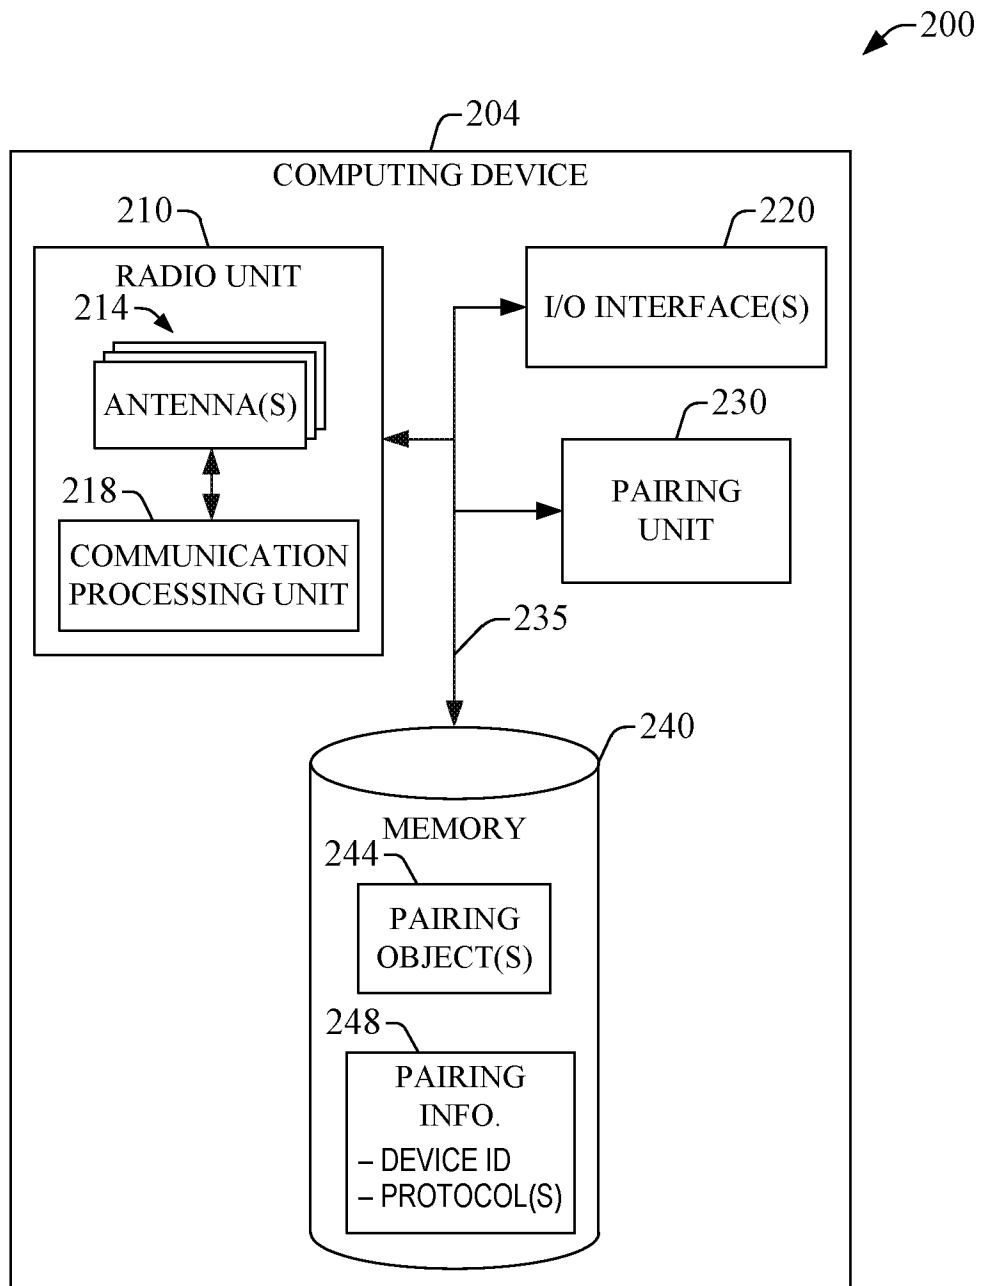 200
204
COMPUTING DEVICE
210
220
RADIO UNIT
I/O INTERFACE(S)
214
ANTENNA(S)
230
PAIRING
UNIT
218
COMMUNICATION
PROCESSING UNIT
235
240
MEMORY
244
PAIRING
OBJECT(S)
248
PAIRING
INFO.
– DEVICE ID
– PROTOCOL(S)